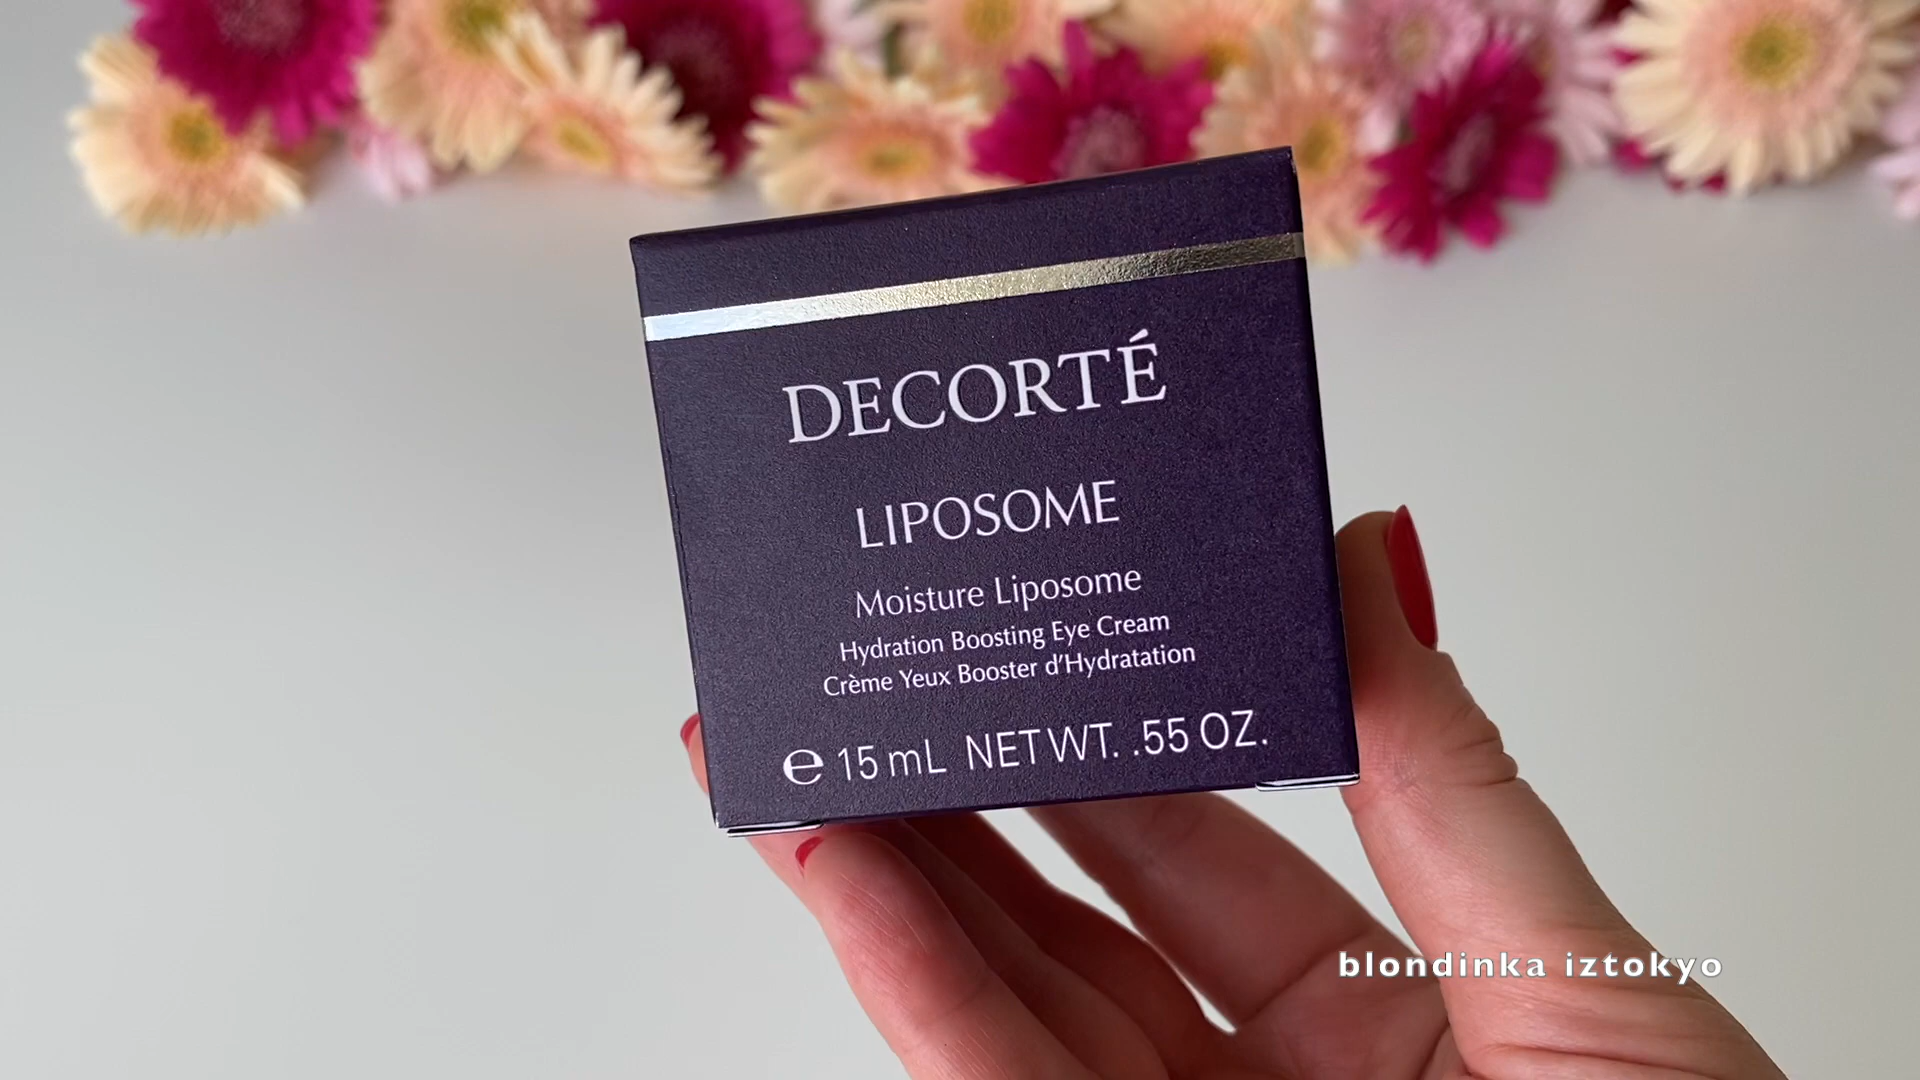 DECORTÉ
LIPOSOME
Moisture Liposome
Hydration Boosting Eye Cream
Crème Yeux Booster d'Hydratation
℮ 15 mL NET WT. .55 OZ.
blondinka iztokyo